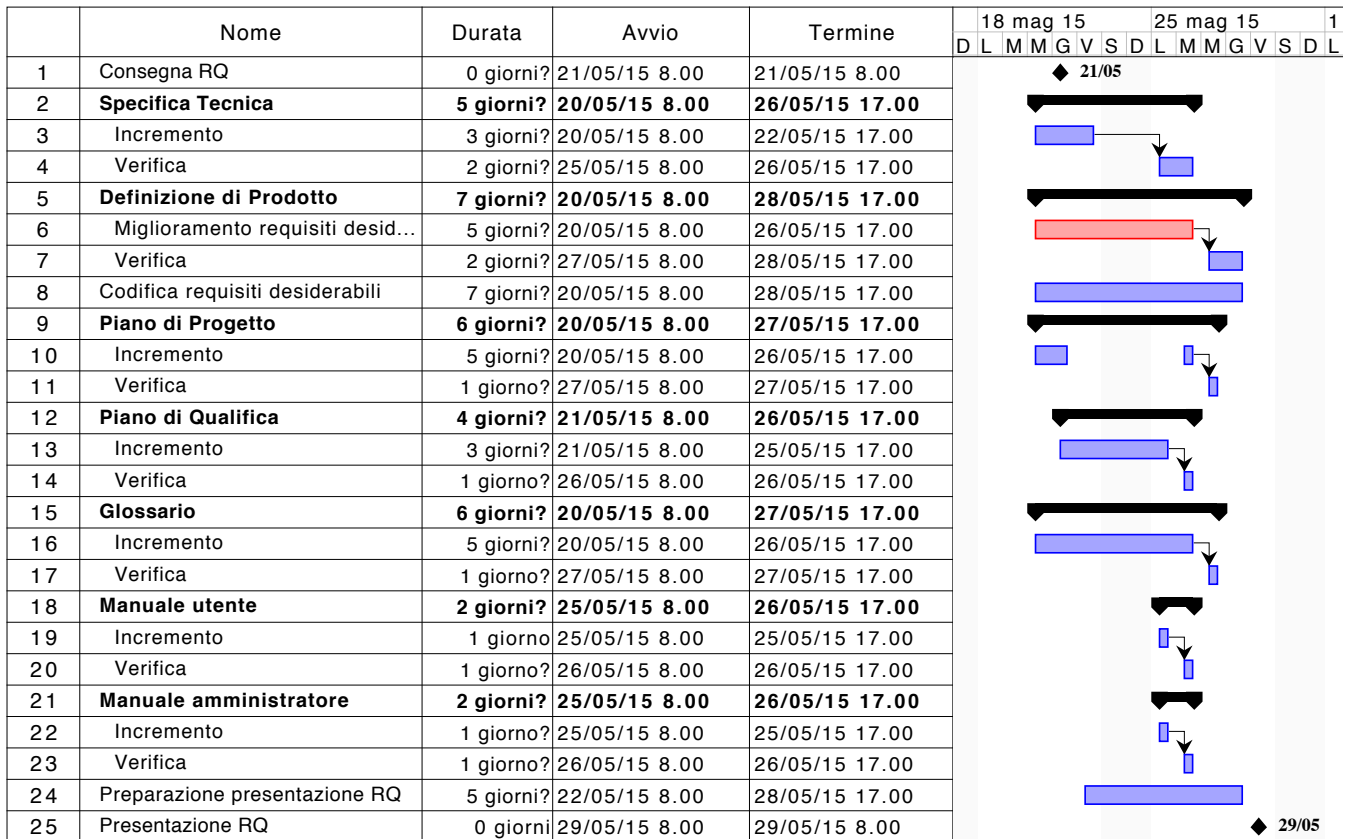 Nome Durata Avvio Termine 18 mag 15 25 mag 15 1
D L M M G V S D L M M G V S D L
1 Consegna RQ 0 giorni? 21/05/15 8.00 21/05/15 8.00 21/05
2 Specifica Tecnica 5 giorni? 20/05/15 8.00 26/05/15 17.00
3 Incremento 3 giorni? 20/05/15 8.00 22/05/15 17.00
4 Verifica 2 giorni? 25/05/15 8.00 26/05/15 17.00
5 Definizione di Prodotto 7 giorni? 20/05/15 8.00 28/05/15 17.00
6 Miglioramento requisiti desid... 5 giorni? 20/05/15 8.00 26/05/15 17.00
7 Verifica 2 giorni? 27/05/15 8.00 28/05/15 17.00
8 Codifica requisiti desiderabili 7 giorni? 20/05/15 8.00 28/05/15 17.00
9 Piano di Progetto 6 giorni? 20/05/15 8.00 27/05/15 17.00
10 Incremento 5 giorni? 20/05/15 8.00 26/05/15 17.00
11 Verifica 1 giorno? 27/05/15 8.00 27/05/15 17.00
12 Piano di Qualifica 4 giorni? 21/05/15 8.00 26/05/15 17.00
13 Incremento 3 giorni? 21/05/15 8.00 25/05/15 17.00
14 Verifica 1 giorno? 26/05/15 8.00 26/05/15 17.00
15 Glossario 6 giorni? 20/05/15 8.00 27/05/15 17.00
16 Incremento 5 giorni? 20/05/15 8.00 26/05/15 17.00
17 Verifica 1 giorno? 27/05/15 8.00 27/05/15 17.00
18 Manuale utente 2 giorni? 25/05/15 8.00 26/05/15 17.00
19 Incremento 1 giorno 25/05/15 8.00 25/05/15 17.00
20 Verifica 1 giorno? 26/05/15 8.00 26/05/15 17.00
21 Manuale amministratore 2 giorni? 25/05/15 8.00 26/05/15 17.00
22 Incremento 1 giorno? 25/05/15 8.00 25/05/15 17.00
23 Verifica 1 giorno? 26/05/15 8.00 26/05/15 17.00
24 Preparazione presentazione RQ 5 giorni? 22/05/15 8.00 28/05/15 17.00
25 Presentazione RQ 0 giorni 29/05/15 8.00 29/05/15 8.00 29/05